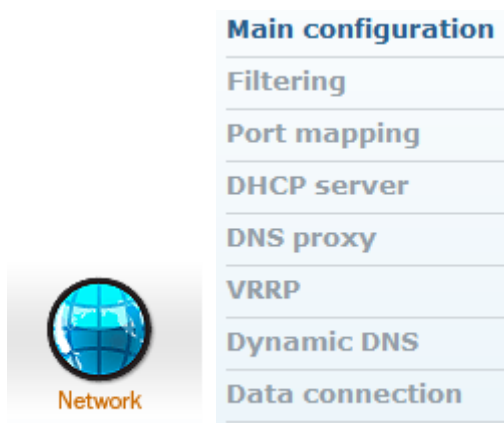 Main configuration
Filtering
Port mapping
DHCP server
DNS proxy
VRRP
Dynamic DNS
Data connection
Network